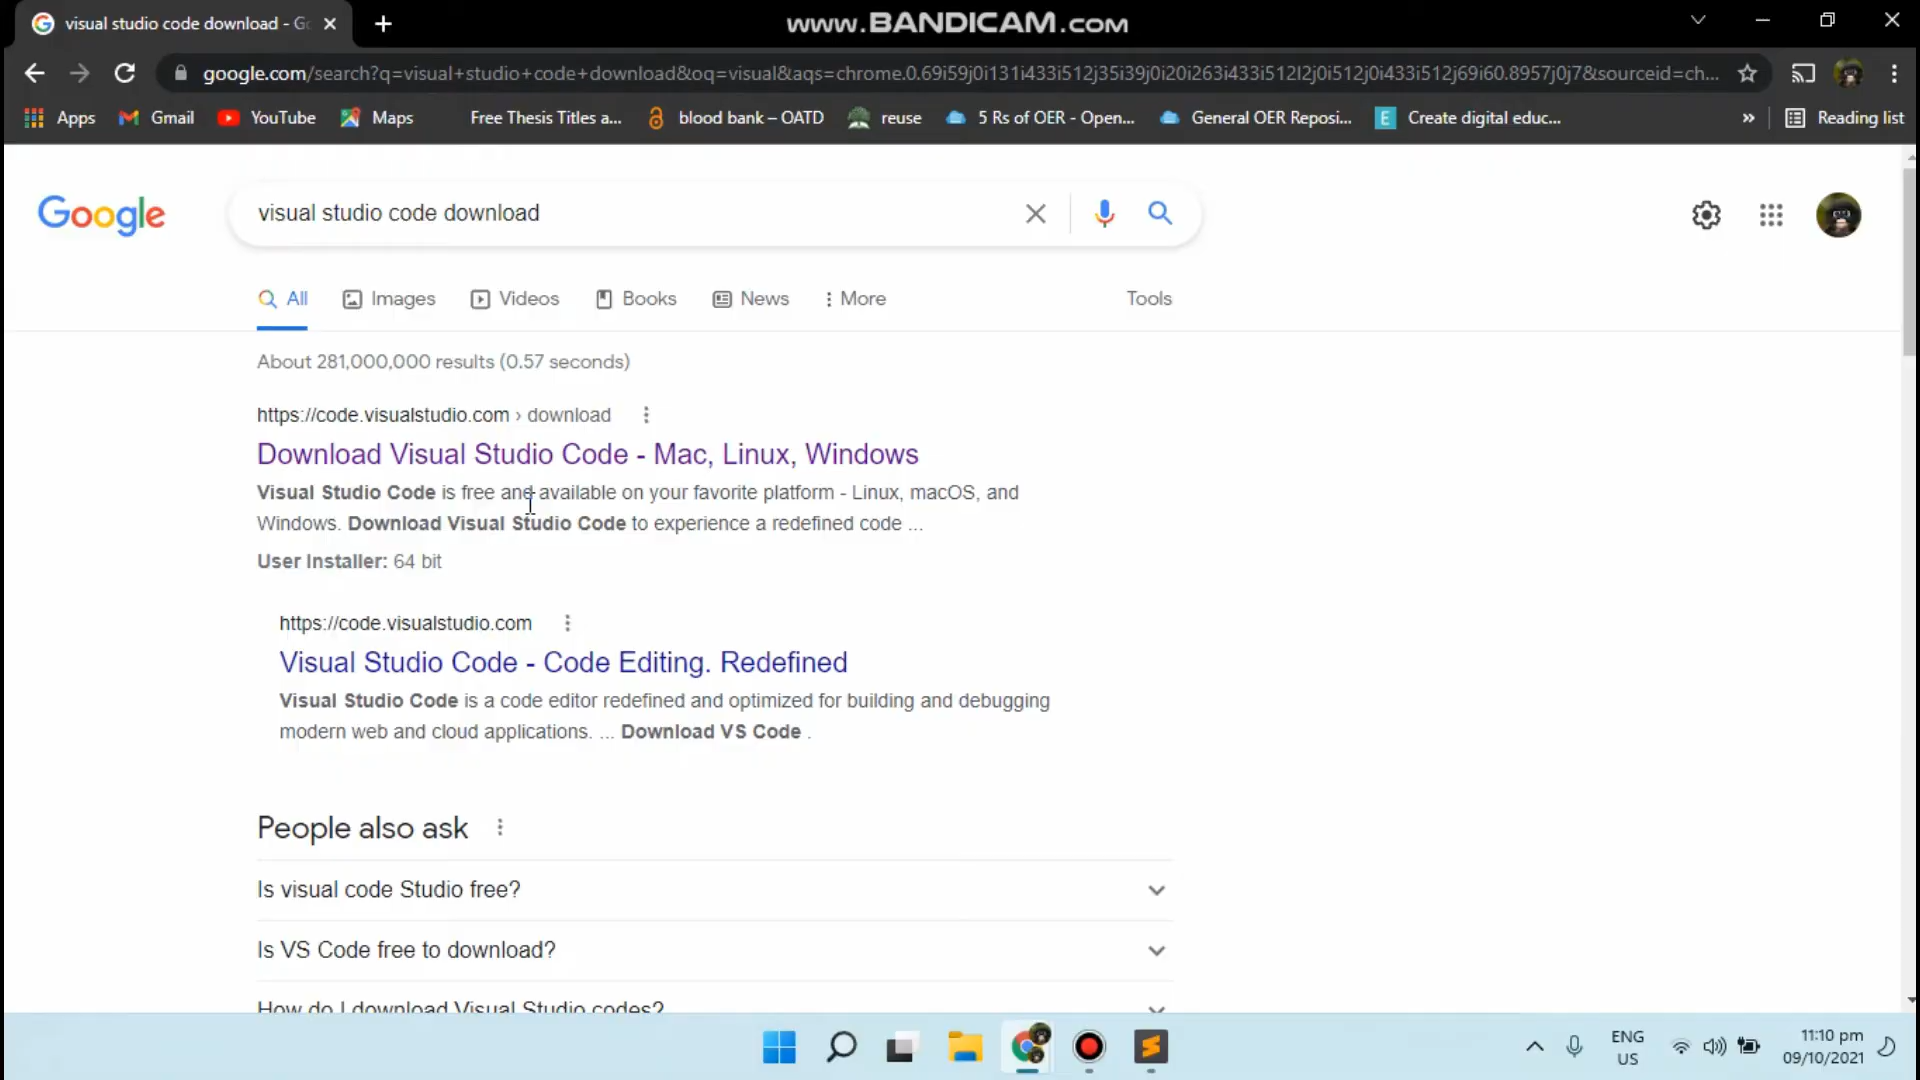 visual studio code download - Go
www.BANDICAM.com
google.com/search?q=visual+studio+code+download&oq=visual&aqs=chrome.0.69i59j0i131i433i512j35i39j0i20i263i433i512l2j0i512j0i433i512j69i60.8957j0j7&sourceid=ch...
Apps
Gmail
YouTube
Maps
Free Thesis Titles a...
blood bank – OATD
reuse
5 Rs of OER - Open...
General OER Reposi...
E
Create digital educ...
»
Reading list
Google
visual studio code download
All
Images
Videos
Books
News
More
Tools
About 281,000,000 results (0.57 seconds)
https://code.visualstudio.com › download
Download Visual Studio Code - Mac, Linux, Windows
Visual Studio Code is free and available on your favorite platform - Linux, macOS, and
Windows. Download Visual Studio Code to experience a redefined code ...
User Installer: 64 bit
https://code.visualstudio.com
Visual Studio Code - Code Editing. Redefined
Visual Studio Code is a code editor redefined and optimized for building and debugging
modern web and cloud applications. ... Download VS Code .
People also ask
Is visual code Studio free?
Is VS Code free to download?
How do I download Visual Studio codes?
ENG
US
11:10 pm
09/10/2021